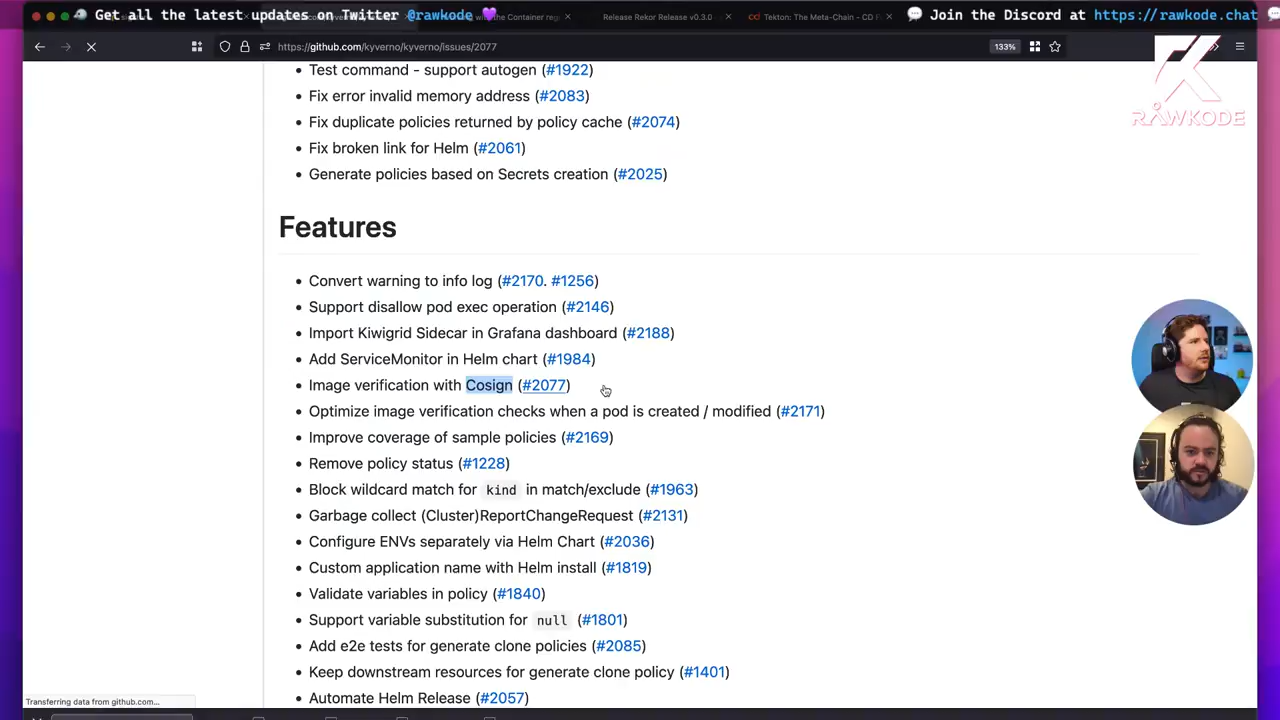 Get all the latest updates on Twitter @rawkode 💜
Join the Discord at https://rawkode.chat
Release Rekor Release v0.3.0
Tekton: The Meta-Chain - CD F
https://github.com/kyverno/kyverno/issues/2077
133%
RAWKODE
Test command - support autogen (#1922)
Fix error invalid memory address (#2083)
Fix duplicate policies returned by policy cache (#2074)
Fix broken link for Helm (#2061)
Generate policies based on Secrets creation (#2025)
Features
Convert warning to info log (#2170. #1256)
Support disallow pod exec operation (#2146)
Import Kiwigrid Sidecar in Grafana dashboard (#2188)
Add ServiceMonitor in Helm chart (#1984)
Image verification with Cosign (#2077)
Optimize image verification checks when a pod is created / modified (#2171)
Improve coverage of sample policies (#2169)
Remove policy status (#1228)
Block wildcard match for kind in match/exclude (#1963)
Garbage collect (Cluster)ReportChangeRequest (#2131)
Configure ENVs separately via Helm Chart (#2036)
Custom application name with Helm install (#1819)
Validate variables in policy (#1840)
Support variable substitution for null (#1801)
Add e2e tests for generate clone policies (#2085)
Keep downstream resources for generate clone policy (#1401)
Automate Helm Release (#2057)
Transferring data from github.com...